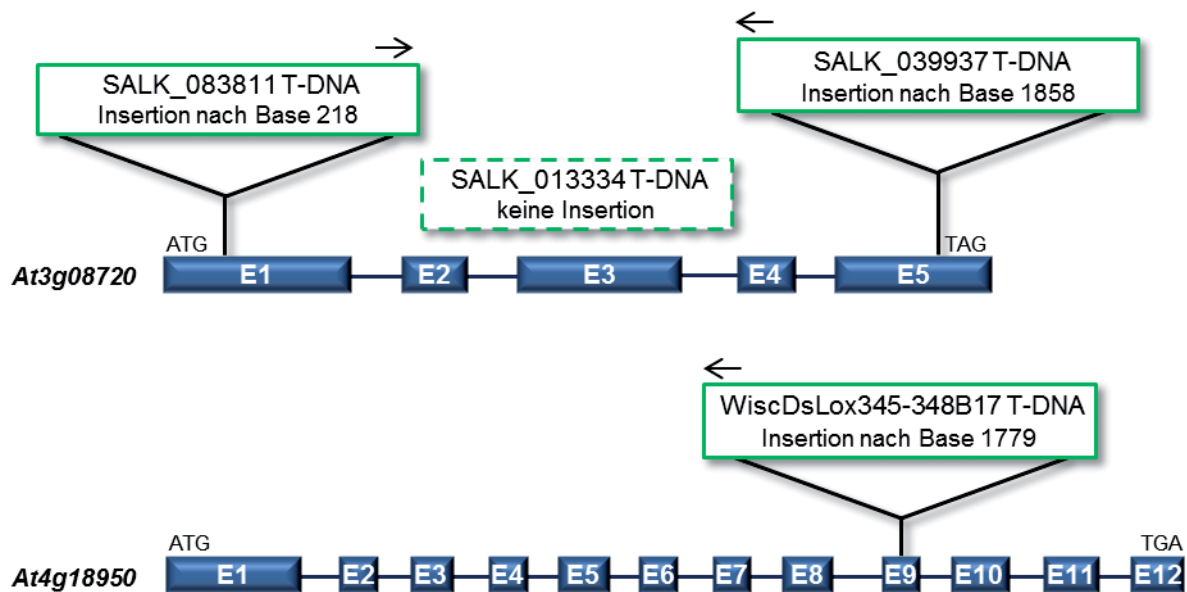 SALK_083811 T-DNA
Insertion nach Base 218
SALK_039937 T-DNA
Insertion nach Base 1858
SALK_013334 T-DNA
keine Insertion
ATG TAG
At3g08720 E1 E2 E3 E4 E5
WiscDsLox345-348B17 T-DNA
Insertion nach Base 1779
ATG TGA
At4g18950 E1 E2 E3 E4 E5 E6 E7 E8 E9 E10 E11 E12